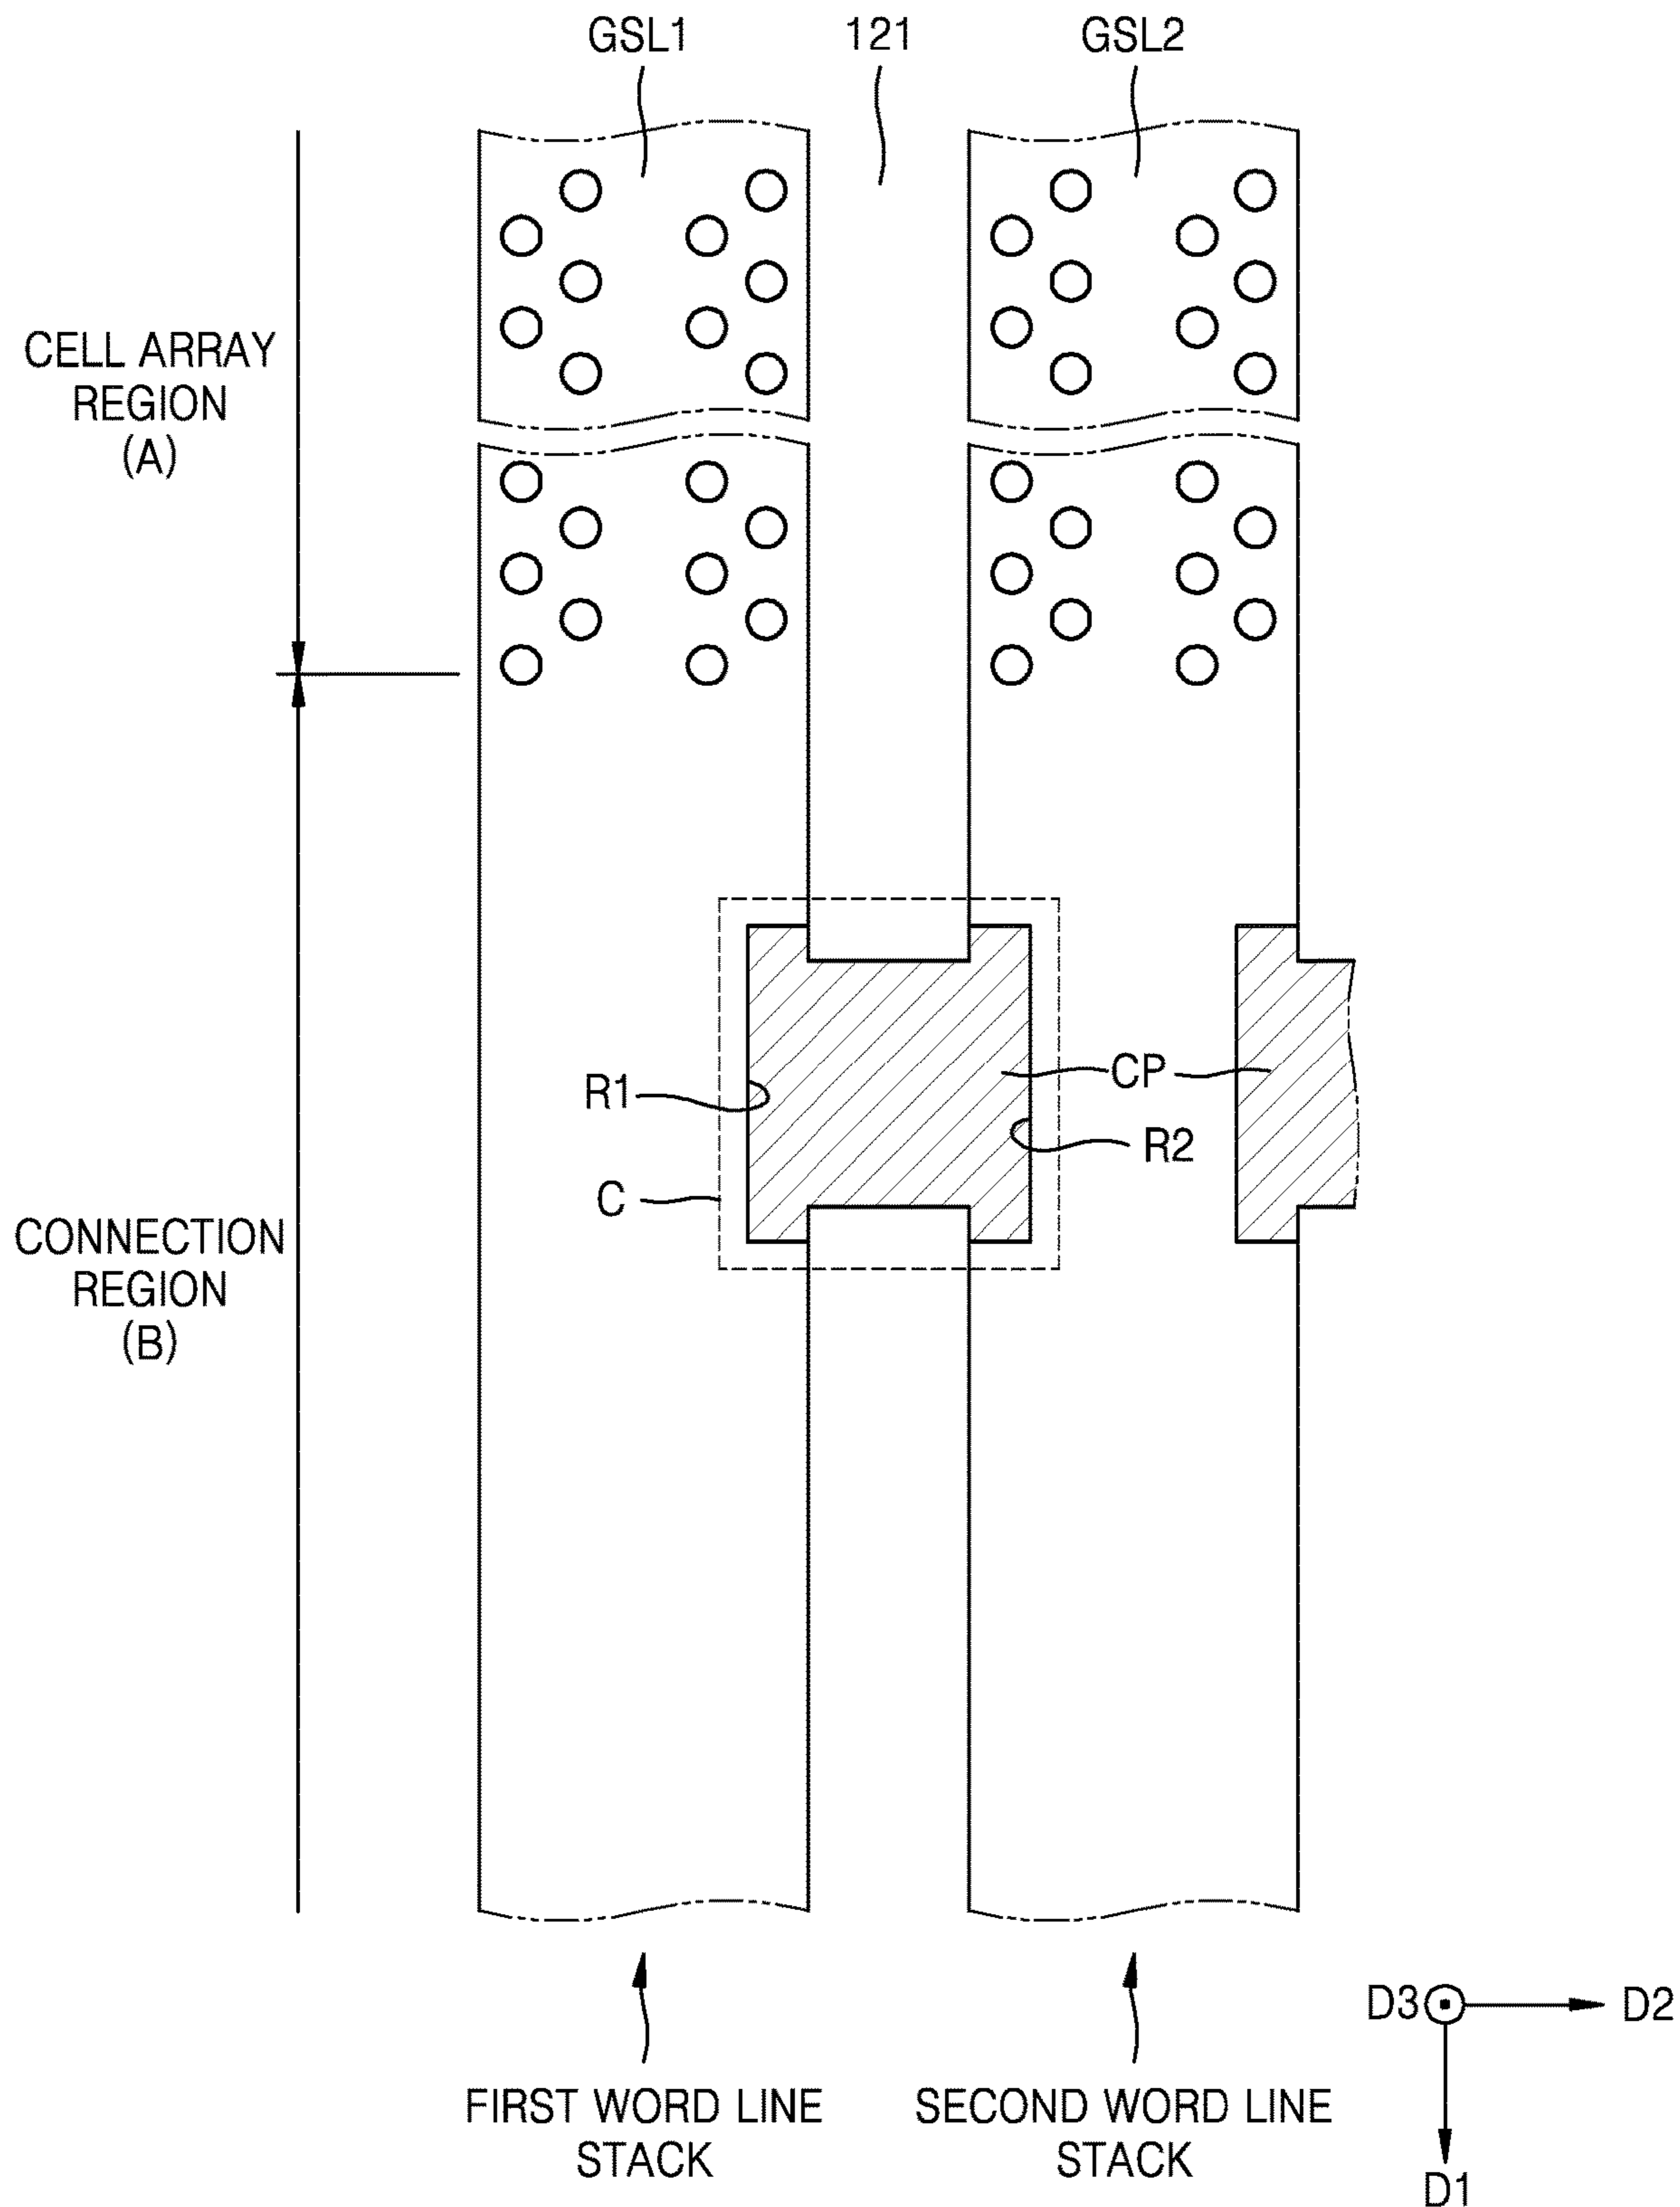 GSL1
121
GSL2
CELL ARRAY
REGION
(A)
R1
CP
R2
C
CONNECTION
REGION
(B)
D3
D2
D1
FIRST WORD LINE
STACK
SECOND WORD LINE
STACK